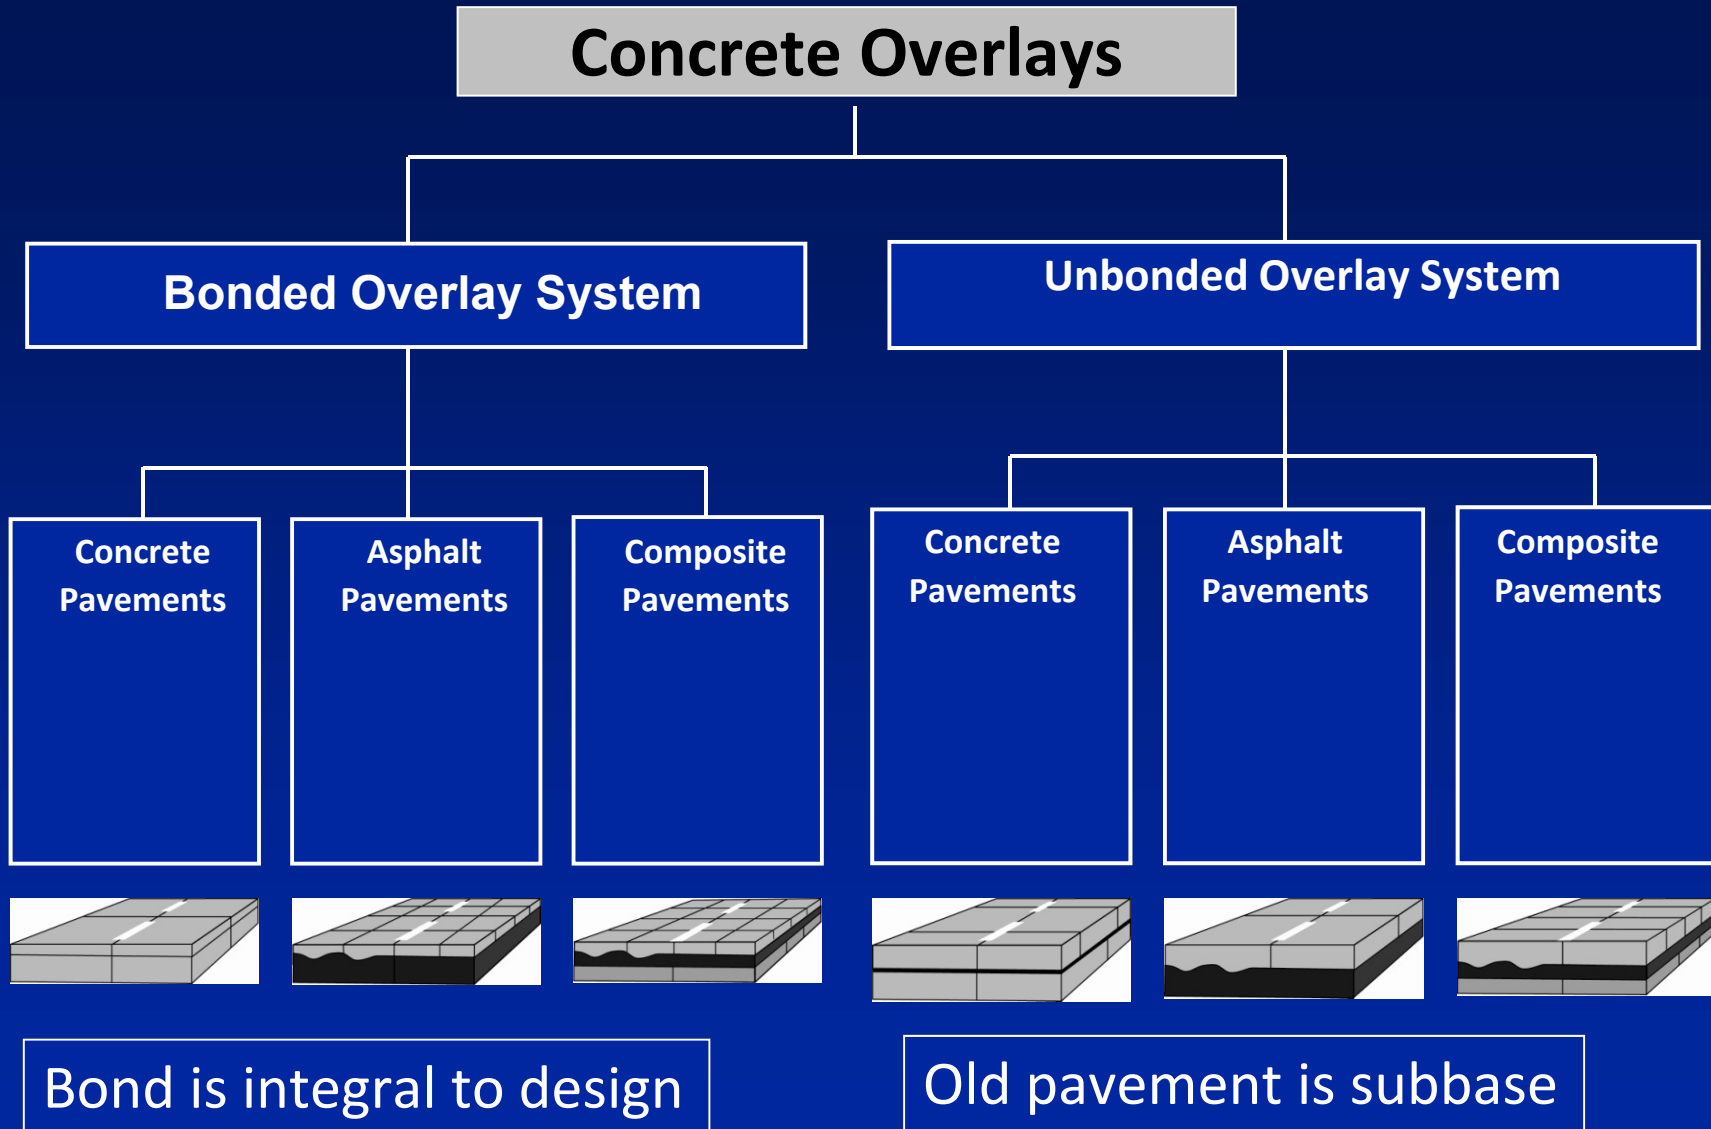 Concrete Overlays
Bonded Overlay System
Unbonded Overlay System
Concrete
Pavements
Asphalt
Pavements
Composite
Pavements
Concrete
Pavements
Asphalt
Pavements
Composite
Pavements
Bond is integral to design
Old pavement is subbase